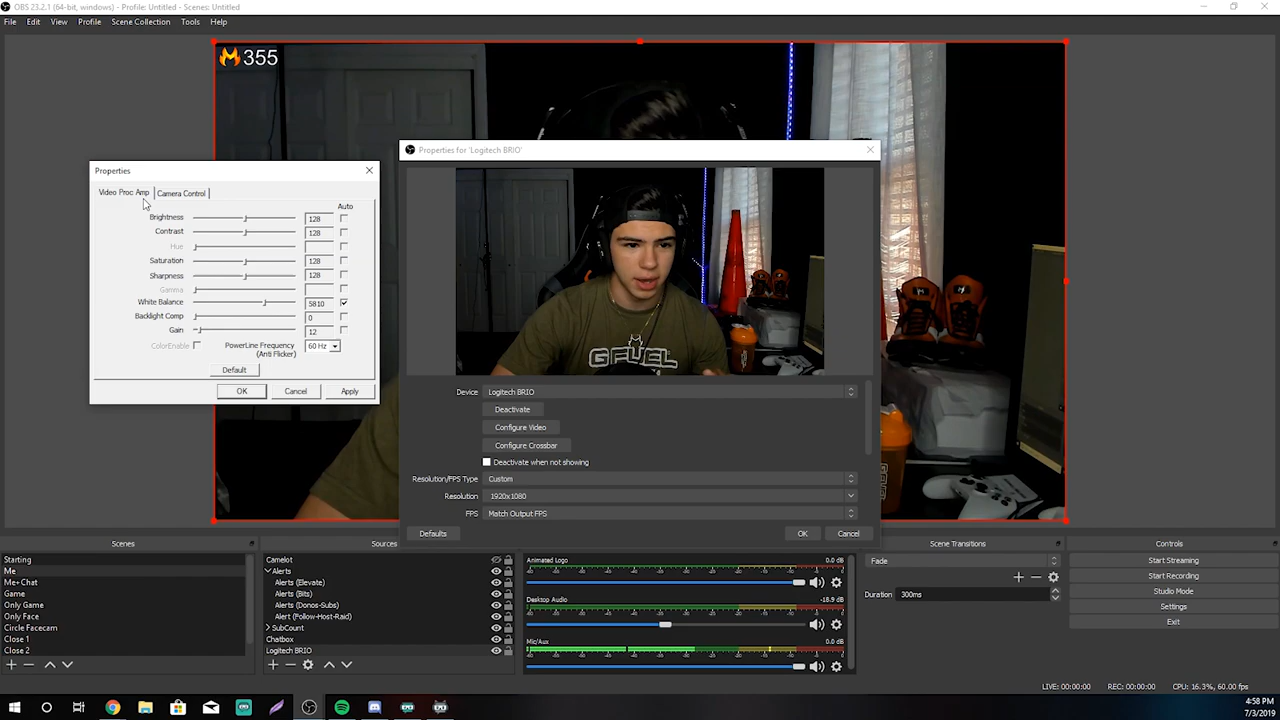 OBS 23.2.1 (64-bit, windows) - Profile: Untitled - Scenes: Untitled
File Edit View Profile Scene Collection Tools Help
355
Properties for 'Logitech BRIO'
Properties
Video Proc Amp Camera Control
Auto
Brightness 128
Contrast 128
Hue
Saturation 128
Sharpness 128
Gamma
White Balance 5810
Backlight Comp 0
Gain 12
ColorEnable PowerLine Frequency 60 Hz
(Anti Flicker)
Default
OK Cancel Apply
G FUEL
Device Logitech BRIO
Deactivate
Configure Video
Configure Crossbar
Deactivate when not showing
Resolution/FPS Type Custom
Resolution 1920x1080
FPS Match Output FPS
Defaults OK Cancel
Scenes
Starting
Me
Me+Chat
Game
Only Game
Only Face
Circle Facecam
Close 1
Close 2
Sources
Camelot
Alerts
Alerts (Elevate)
Alerts (Bits)
Alerts (Donos-Subs)
Alert (Follow-Host-Raid)
SubCount
Chatbox
Logitech BRIO
Animated Logo 0.0 dB
Desktop Audio -18.9 dB
Mic/Aux 0.0 dB
Scene Transitions
Fade
Duration 300ms
Controls
Start Streaming
Start Recording
Studio Mode
Settings
Exit
LIVE: 00:00:00 REC: 00:00:00 CPU: 16.3%, 60.00 fps
4:58 PM
7/3/2019